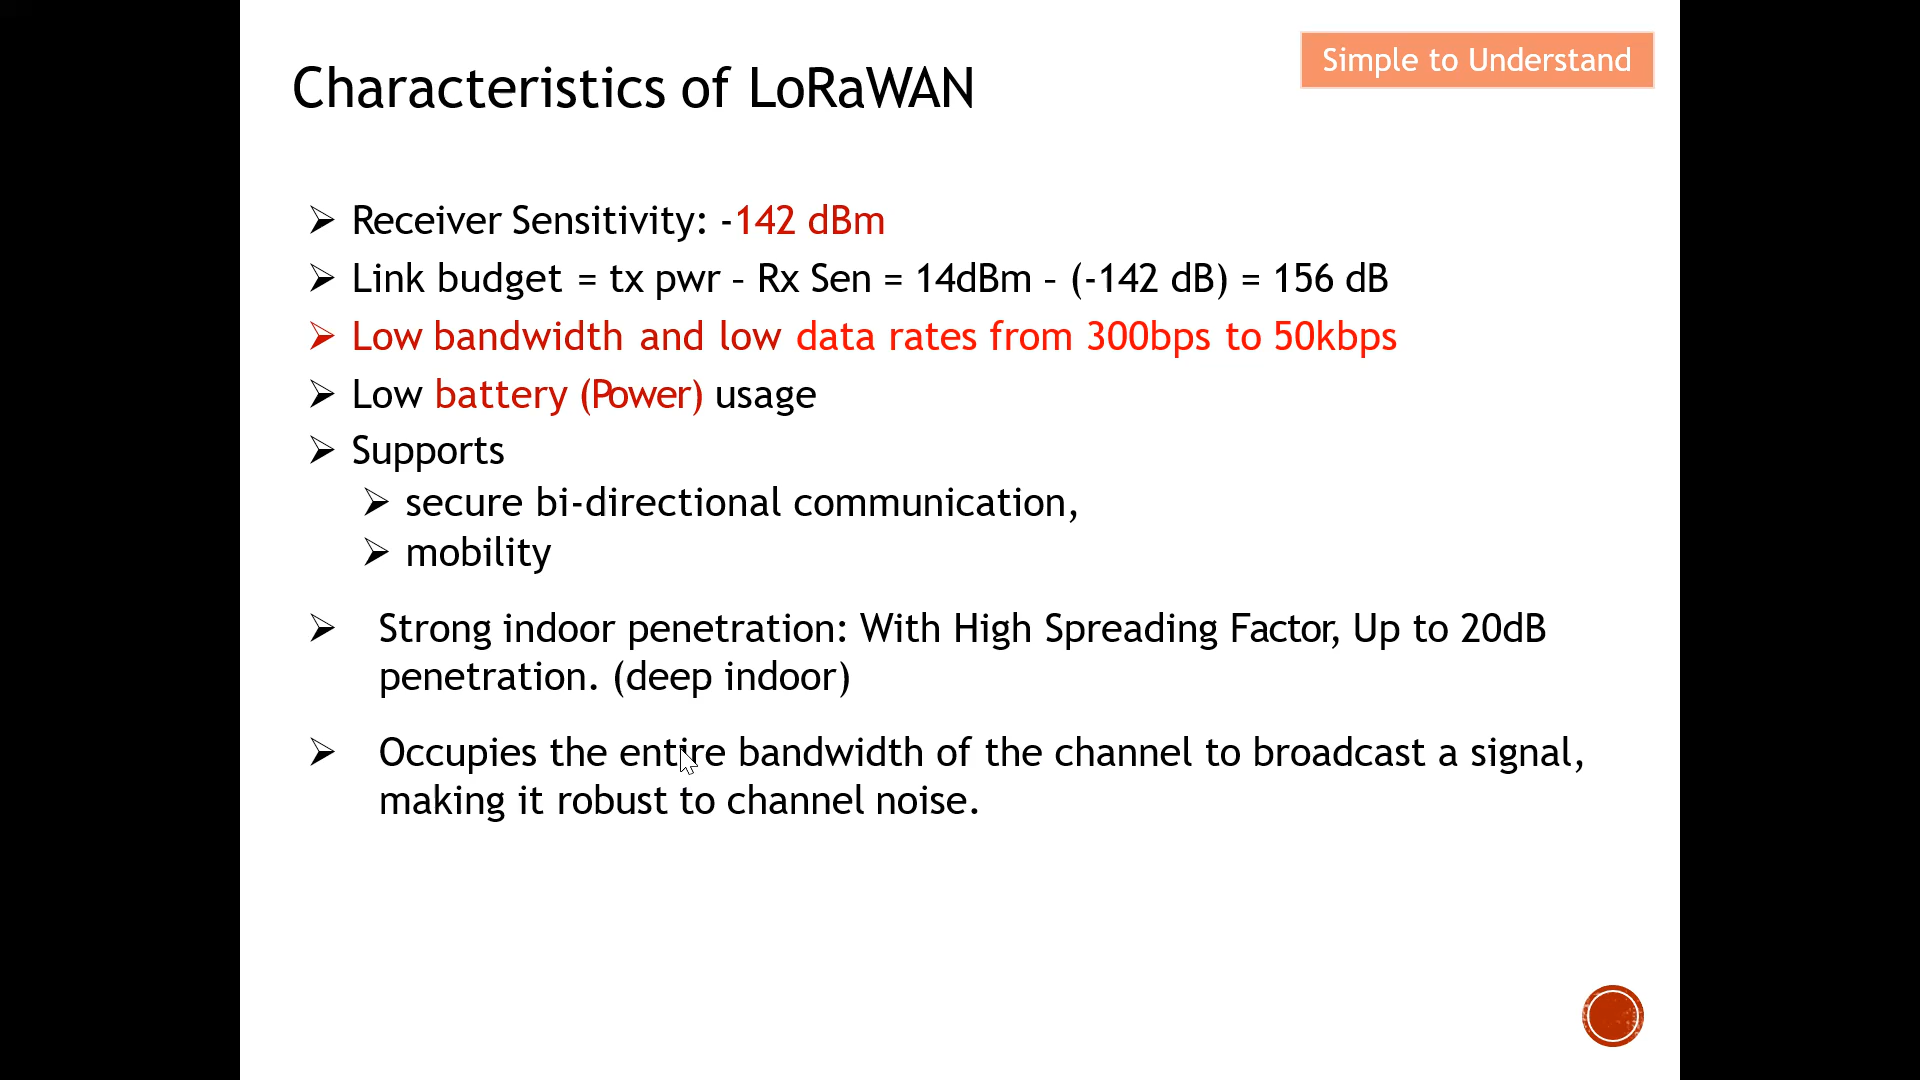 Simple to Understand
Characteristics of LoRaWAN
Receiver Sensitivity: -142 dBm
Link budget = tx pwr – Rx Sen = 14dBm – (-142 dB) = 156 dB
Low bandwidth and low data rates from 300bps to 50kbps
Low battery (Power) usage
Supports
secure bi-directional communication,
mobility
Strong indoor penetration: With High Spreading Factor, Up to 20dB
penetration. (deep indoor)
Occupies the entire bandwidth of the channel to broadcast a signal,
making it robust to channel noise.